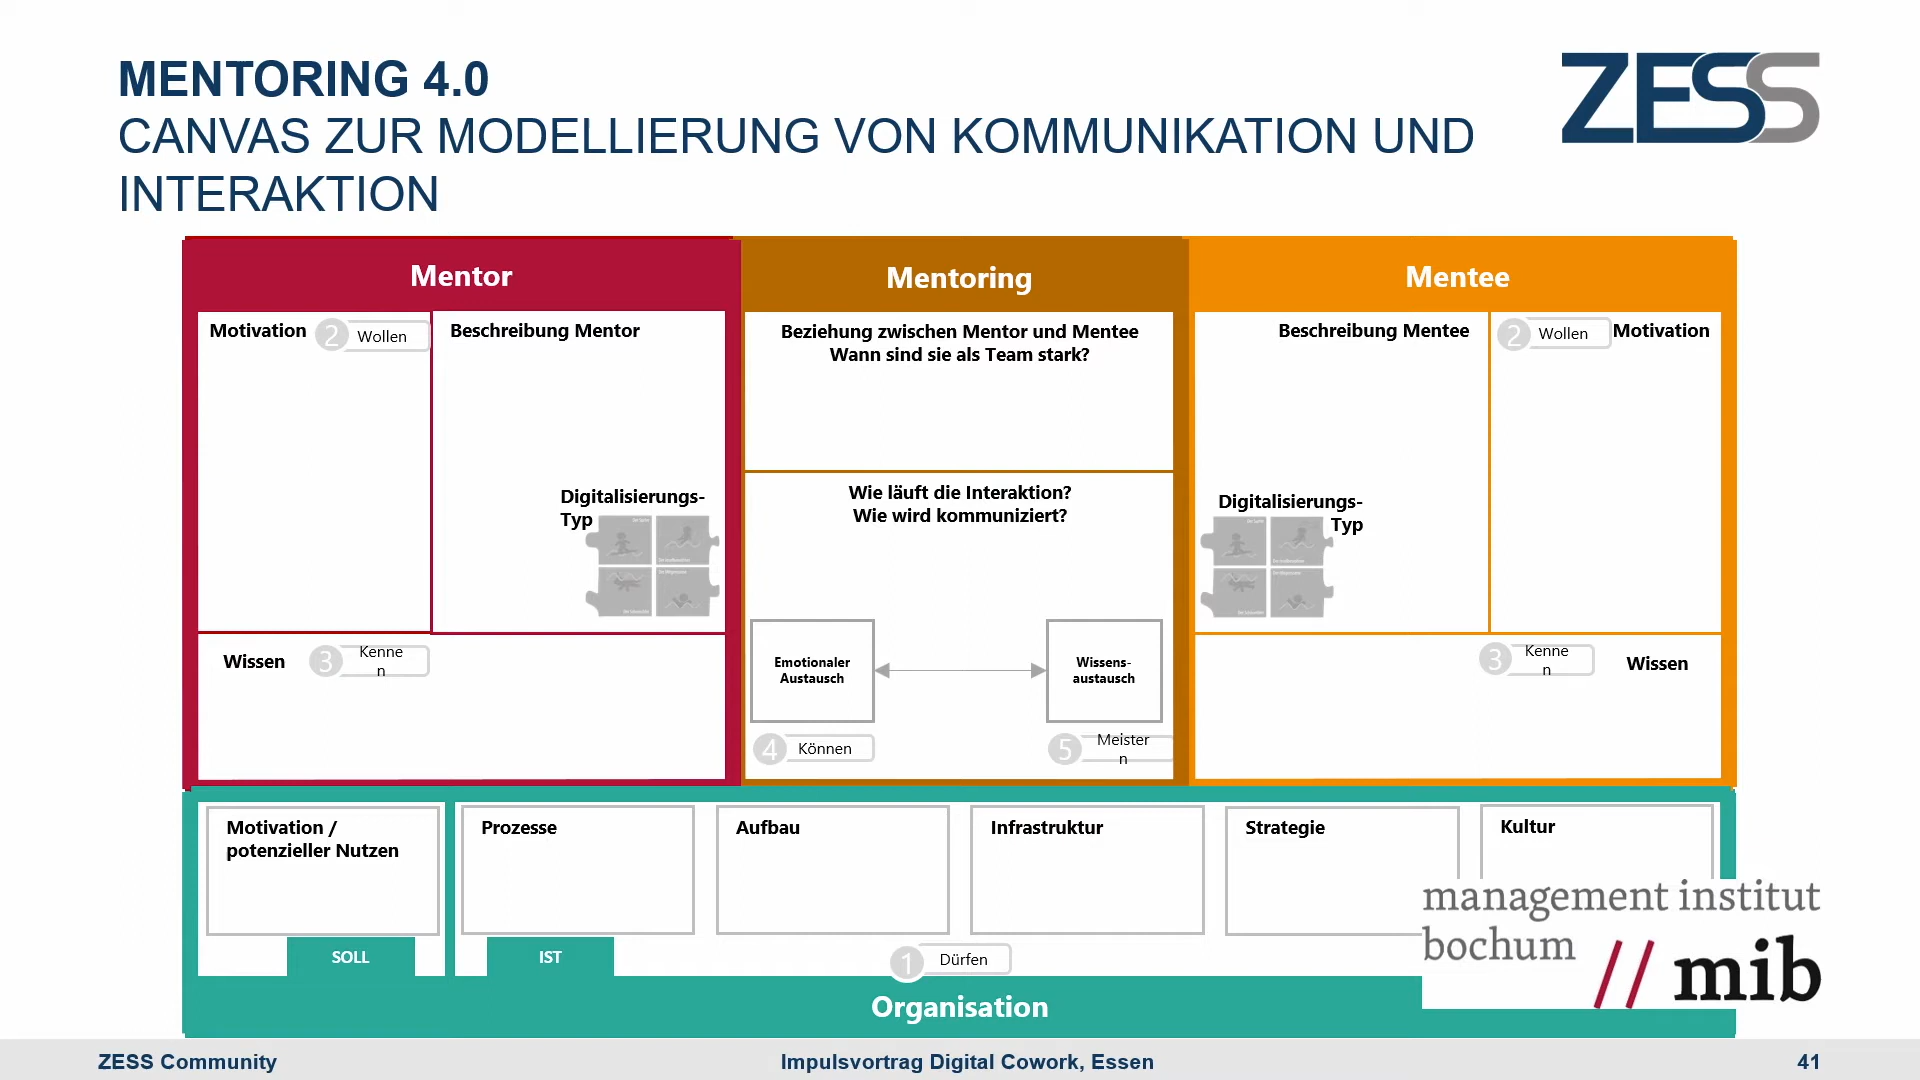 MENTORING 4.0
CANVAS ZUR MODELLIERUNG VON KOMMUNIKATION UND
INTERAKTION
ZESS
Mentor
Motivation
2
Wollen
Beschreibung Mentor
Digitalisierungs-
Typ
Wissen
3
Kenne
n
Mentoring
Beziehung zwischen Mentor und Mentee
Wann sind sie als Team stark?
Wie läuft die Interaktion?
Wie wird kommuniziert?
Emotionaler
Austausch
Wissens-
austausch
4
Können
5
Meister
n
Mentee
Beschreibung Mentee
2
Wollen
Motivation
Digitalisierungs-
Typ
3
Kenne
n
Wissen
Motivation /
potenzieller Nutzen
Prozesse
Aufbau
Infrastruktur
Strategie
Kultur
SOLL
IST
1
Dürfen
Organisation
management institut
bochum
// mib
ZESS Community
Impulsvortrag Digital Cowork, Essen
41